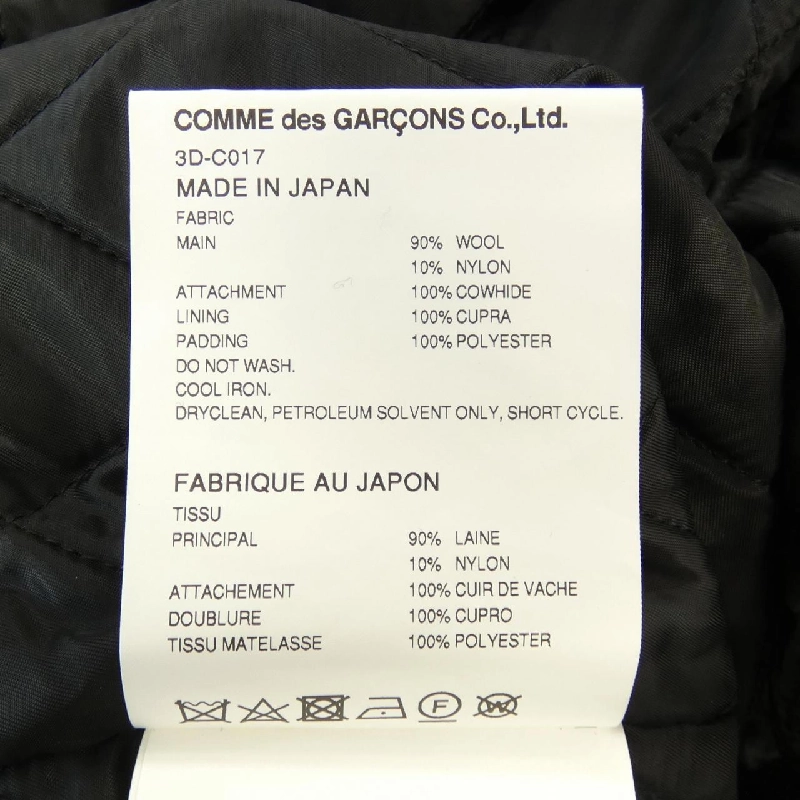 COMME des GARÇONS Co.,Ltd.
3D-C017
MADE IN JAPAN
FABRIC
MAIN 90% WOOL
10% NYLON
ATTACHMENT 100% COWHIDE
LINING 100% CUPRA
PADDING 100% POLYESTER
DO NOT WASH.
COOL IRON.
DRYCLEAN, PETROLEUM SOLVENT ONLY, SHORT CYCLE.
FABRIQUE AU JAPON
TISSU
PRINCIPAL 90% LAINE
10% NYLON
ATTACHEMENT 100% CUIR DE VACHE
DOUBLURE 100% CUPRO
TISSU MATELASSE 100% POLYESTER
F W